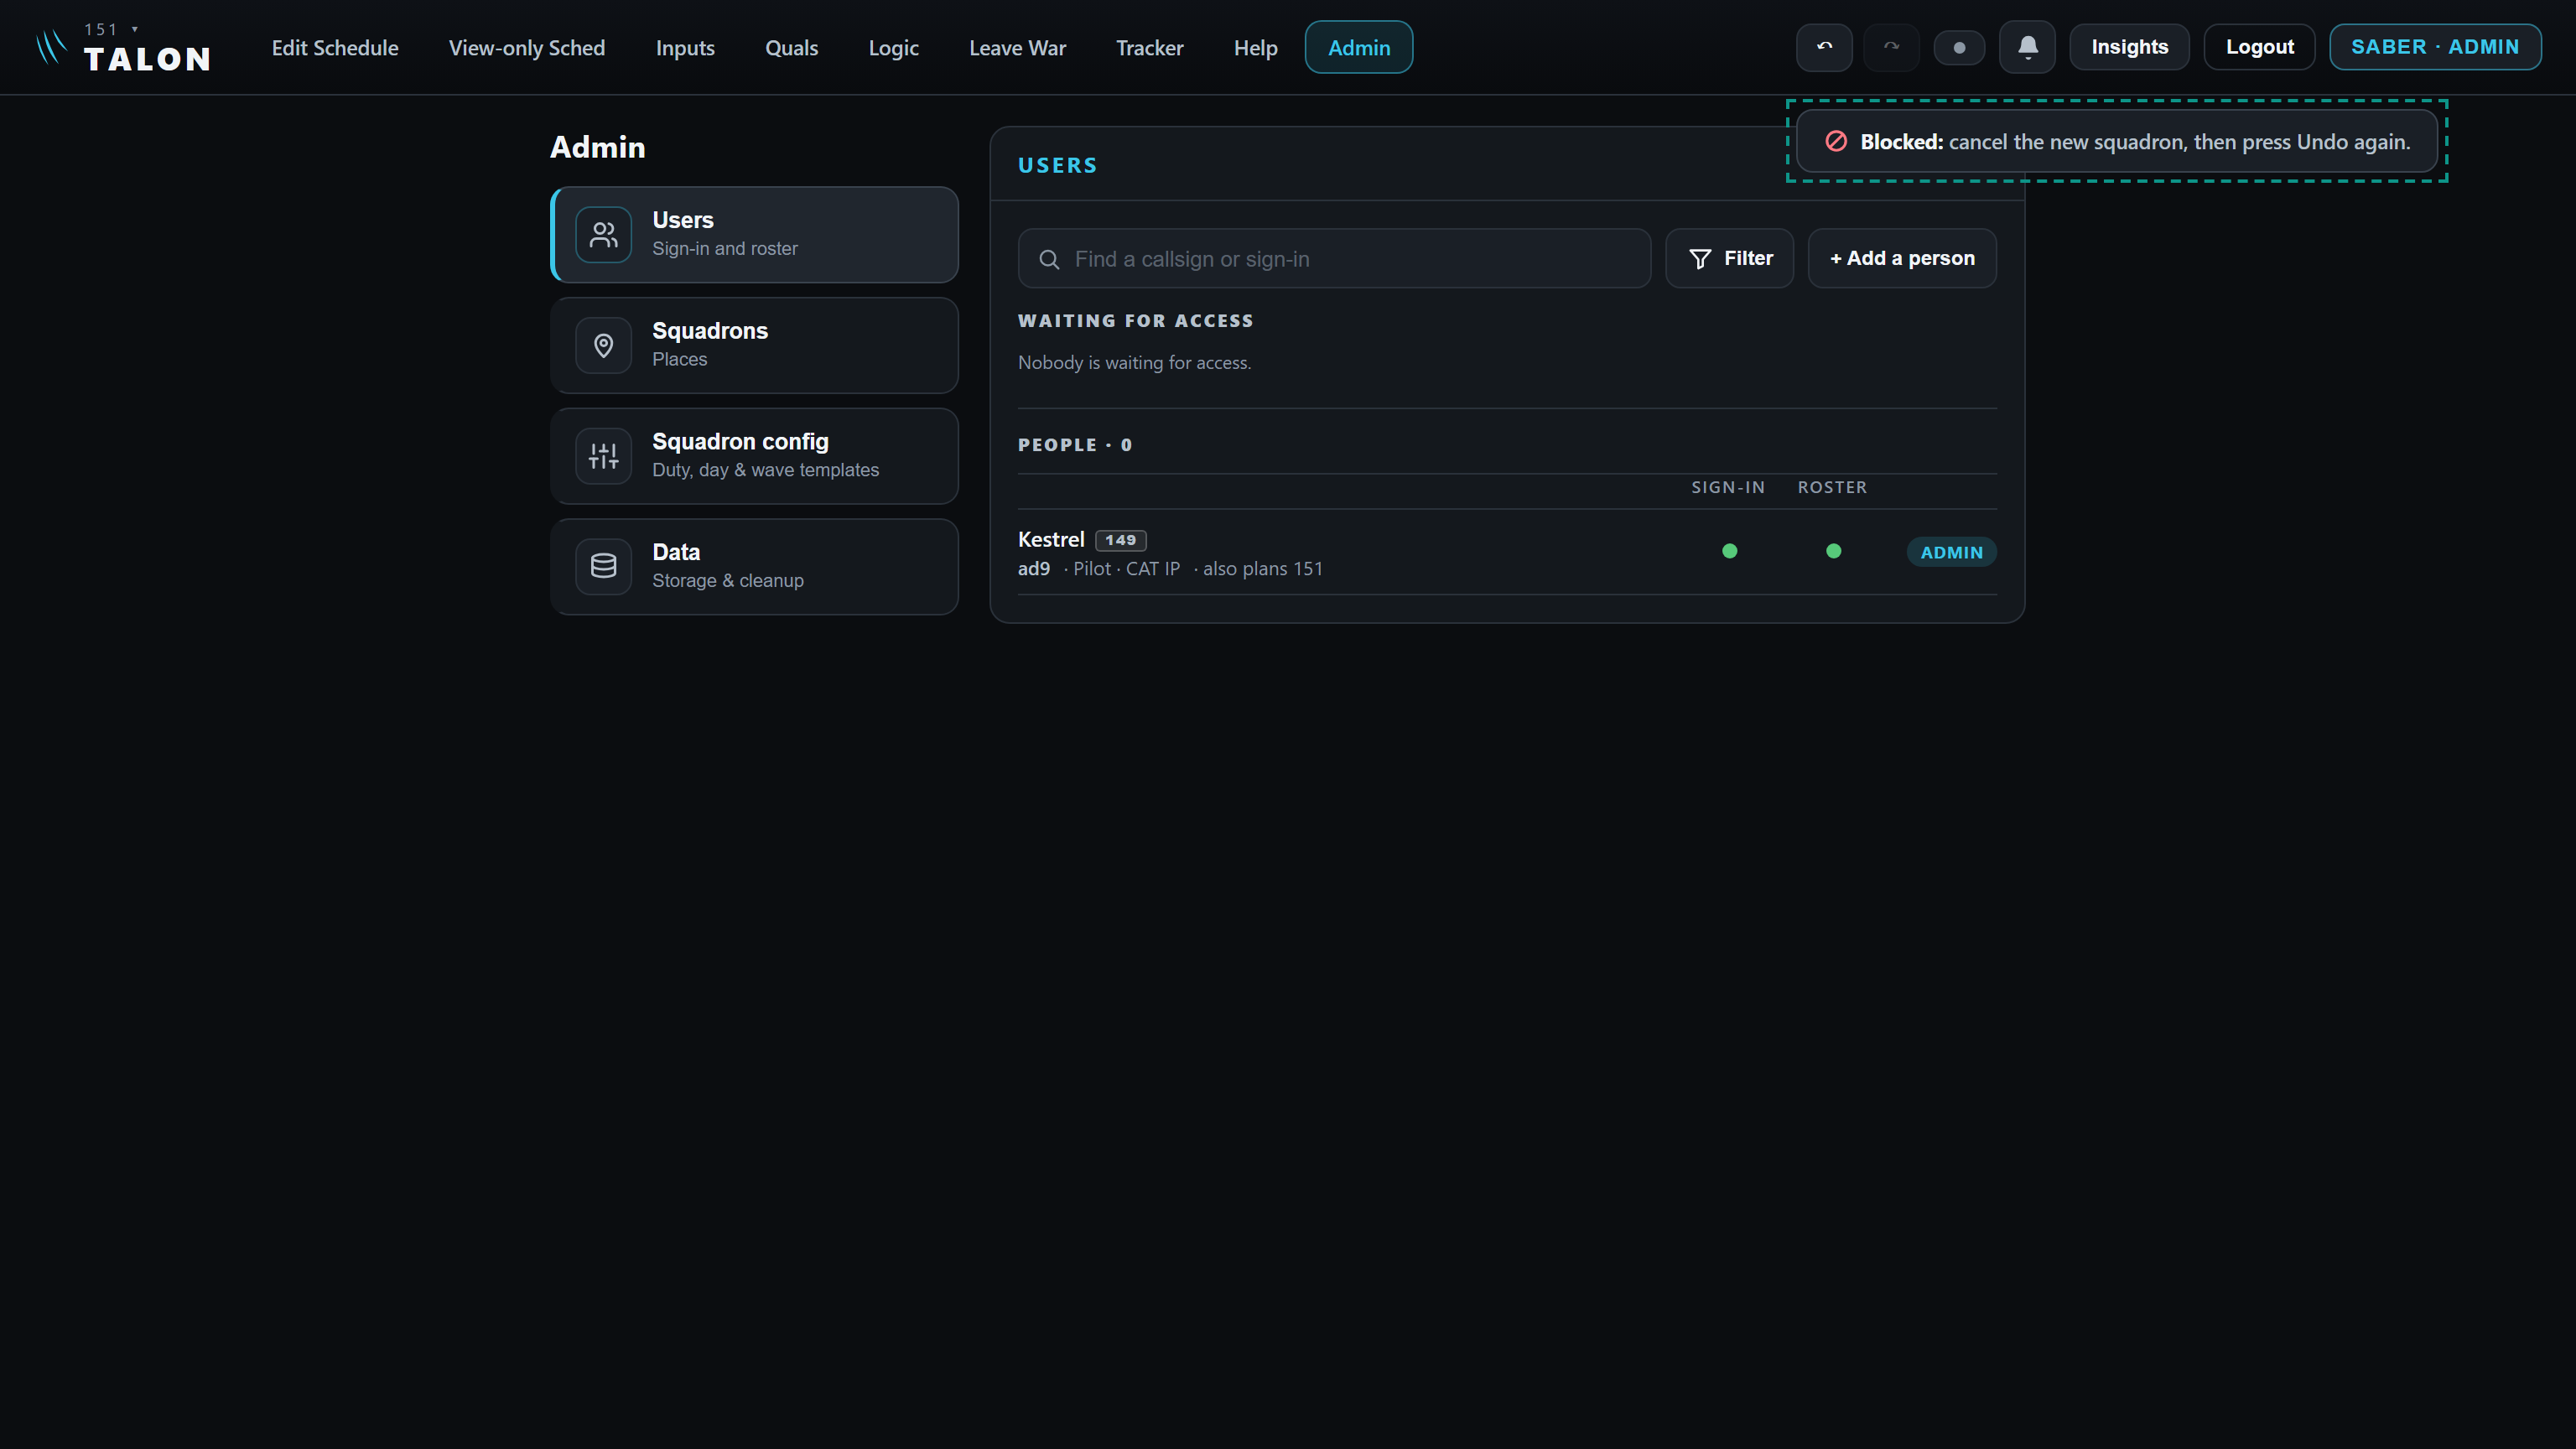 151 ▾
TALON
Edit Schedule
View-only Sched
Inputs
Quals
Logic
Leave War
Tracker
Help
Admin
Insights
Logout
SABER · ADMIN
Blocked: cancel the new squadron, then press Undo again.
Admin
Users
Sign-in and roster
Squadrons
Places
Squadron config
Duty, day & wave templates
Data
Storage & cleanup
USERS
Find a callsign or sign-in
Filter
+ Add a person
WAITING FOR ACCESS
Nobody is waiting for access.
PEOPLE · 0
SIGN-IN ROSTER
Kestrel 149
ad9 · Pilot · CAT IP · also plans 151
ADMIN